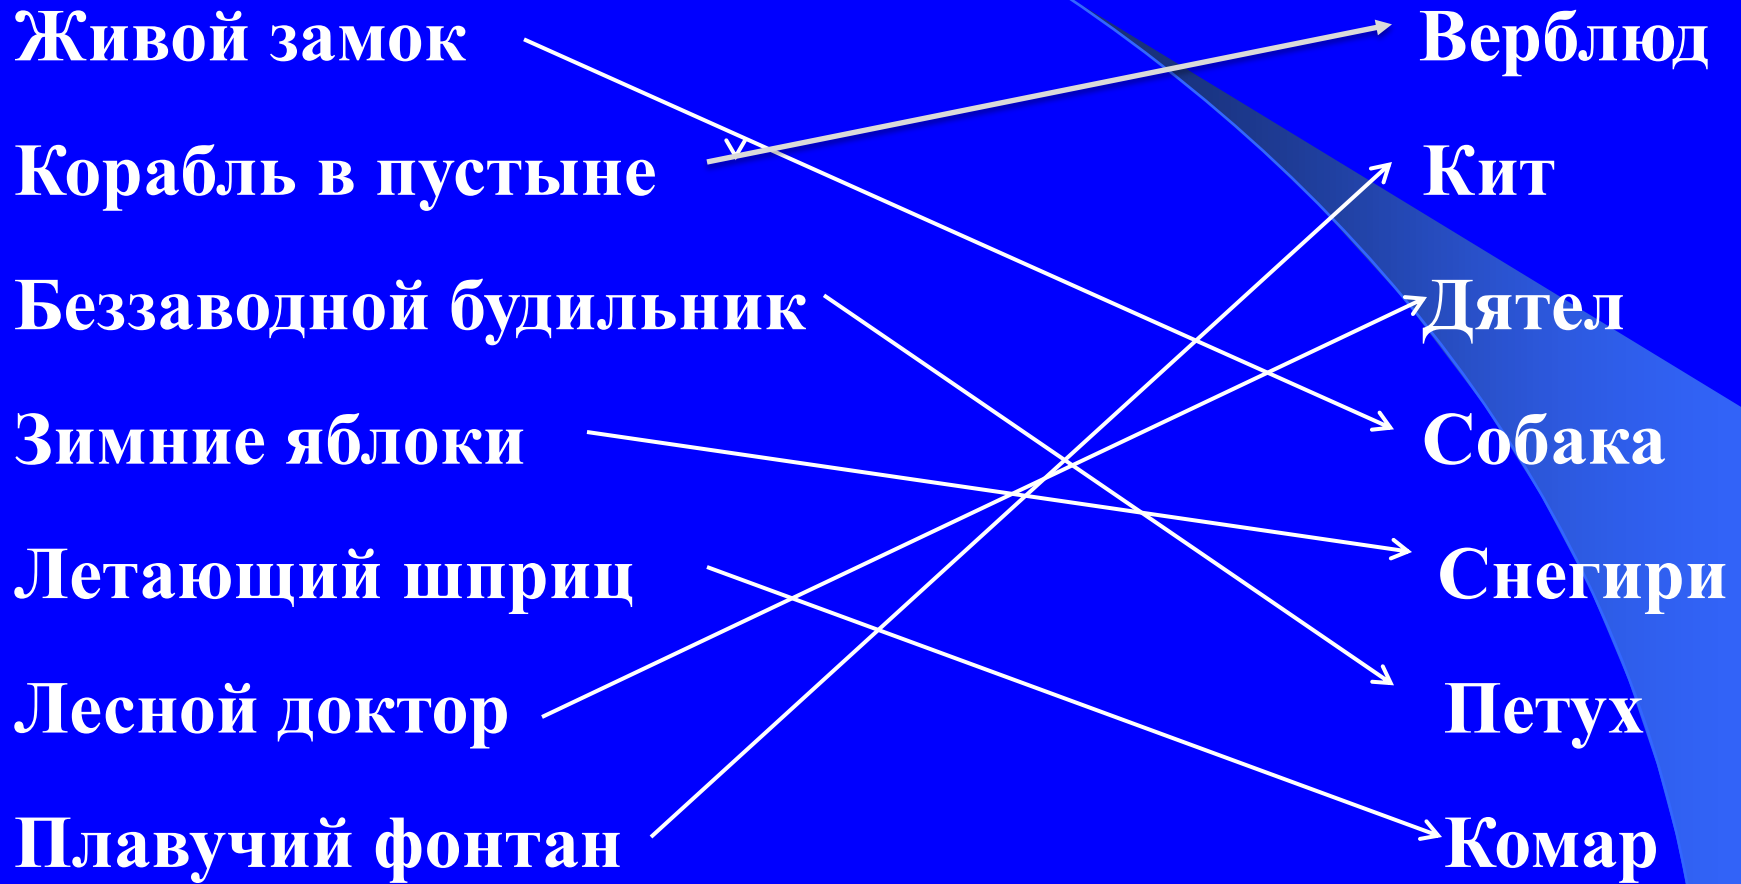 Живой замок Верблюд
Корабль в пустыне Кит
Беззаводной будильник Дятел
Зимние яблоки Собака
Летающий шприц Снегири
Лесной доктор Петух
Плавучий фонтан Комар